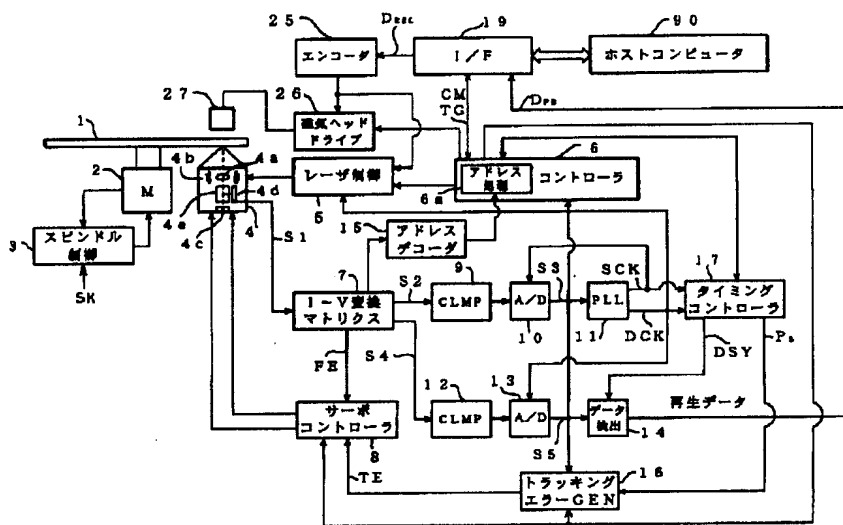 25
エンコーダ
D_REC
19
I/F
90
ホストコンピュータ
27
26
磁気ヘッド
ドライブ
CM
TG
D_PB
1
4b
4a
2
M
4e
4d
4
4c
レーザ制御
5
6
アドレス
処理
コントローラ
6a
3
スピンドル
制御
SK
S1
15
アドレス
デコーダ
7
I-V変換
マトリクス
S2
9
CLMP
A/D
10
S3
PLL
11
SCK
DCK
17
タイミング
コントローラ
FE
S4
12
CLMP
13
A/D
S5
DSY
データ
検出
14
再生データ
サーボ
コントローラ
8
TE
トラッキング
エラーGEN
16